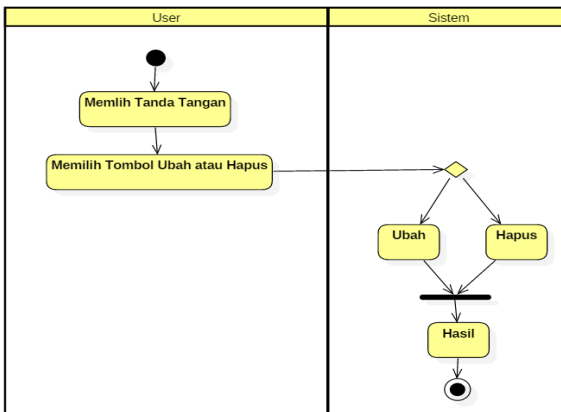 User
Sistem
Memlih Tanda Tangan
Memilih Tombol Ubah atau Hapus
Ubah
Hapus
Hasil